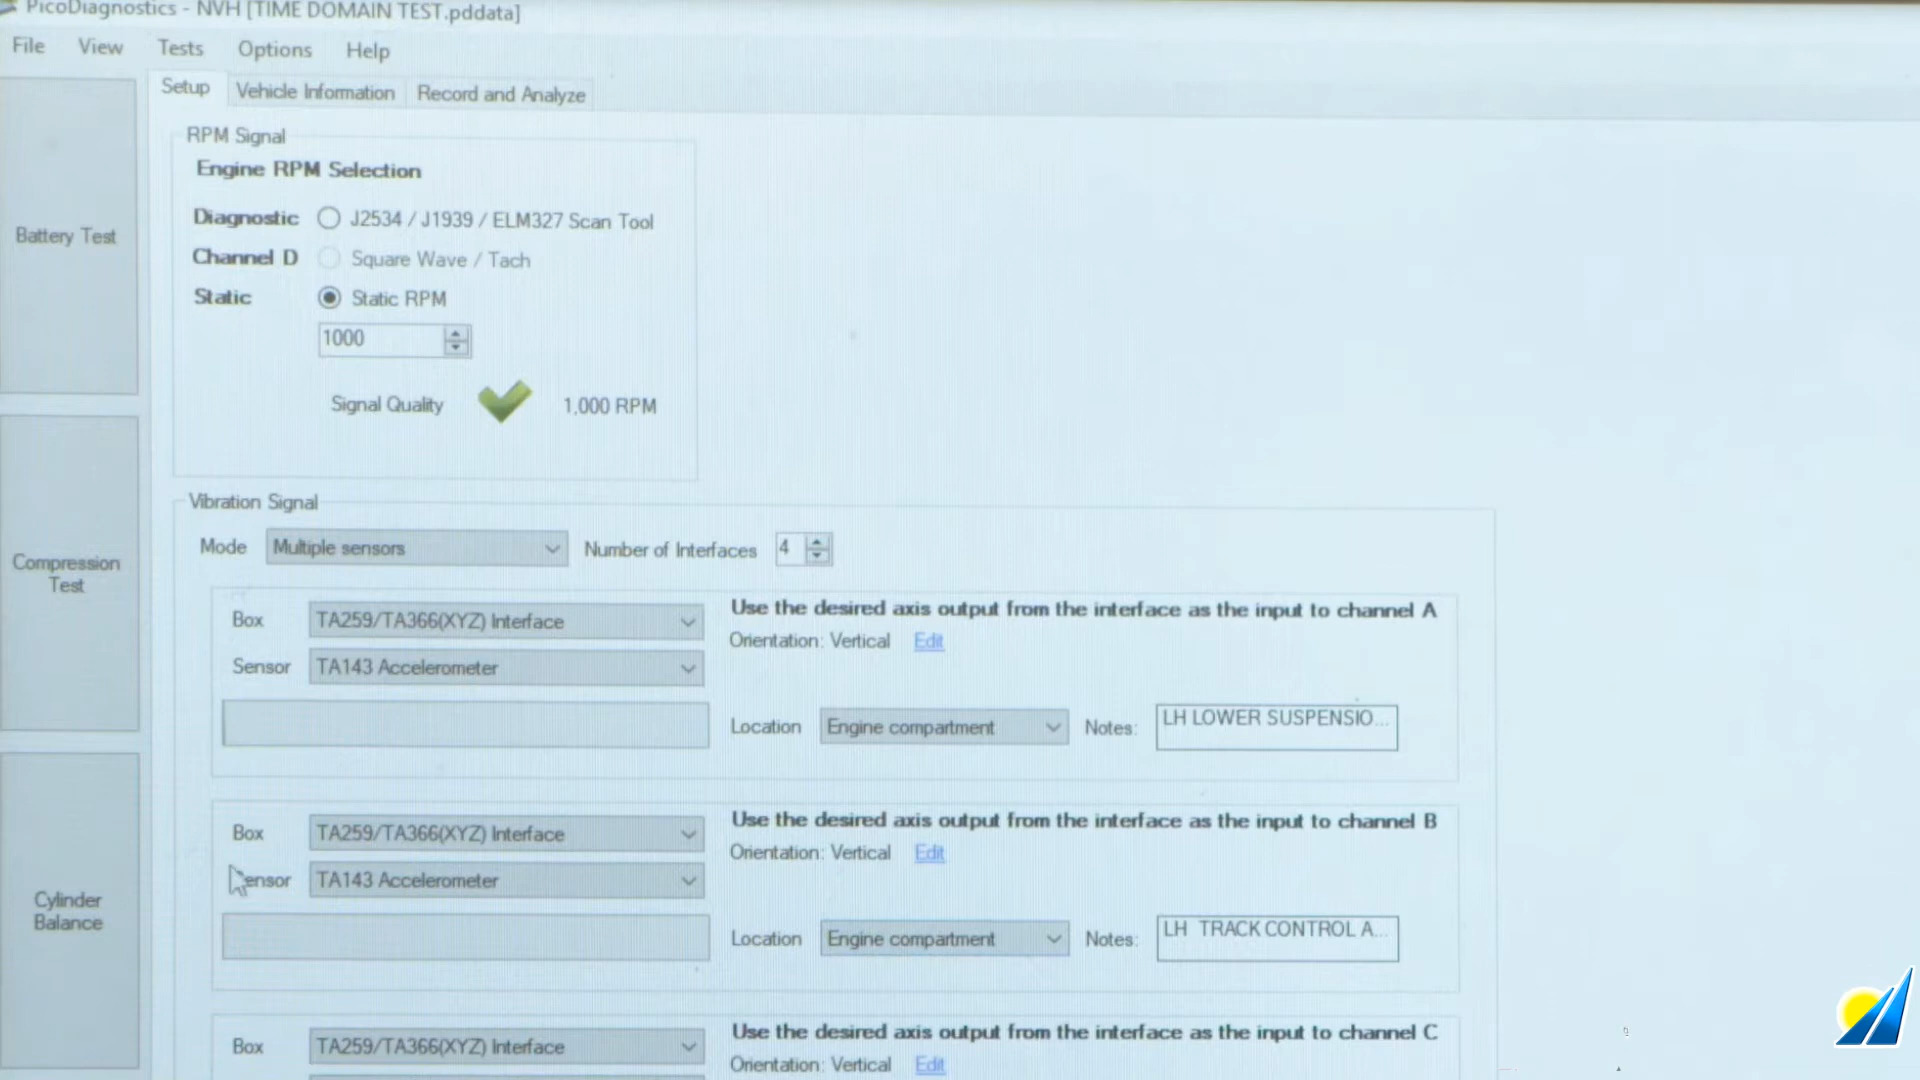 PicoDiagnostics - NVH [TIME DOMAIN TEST.pddata]
File View Tests Options Help
Setup Vehicle Information Record and Analyze
RPM Signal
Engine RPM Selection
Diagnostic J2534 / J1939 / ELM327 Scan Tool
Channel D Square Wave / Tach
Static Static RPM
1000
Signal Quality 1,000 RPM
Battery Test
Compression
Test
Cylinder
Balance
Vibration Signal
Mode Multiple sensors Number of Interfaces 4
Box TA259/TA366(XYZ) Interface
Sensor TA143 Accelerometer
Use the desired axis output from the interface as the input to channel A
Orientation: Vertical Edit
Location Engine compartment Notes: LH LOWER SUSPENSIO...
Box TA259/TA366(XYZ) Interface
ensor TA143 Accelerometer
Use the desired axis output from the interface as the input to channel B
Orientation: Vertical Edit
Location Engine compartment Notes: LH TRACK CONTROL A...
Box TA259/TA366(XYZ) Interface
Use the desired axis output from the interface as the input to channel C
Orientation: Vertical Edit